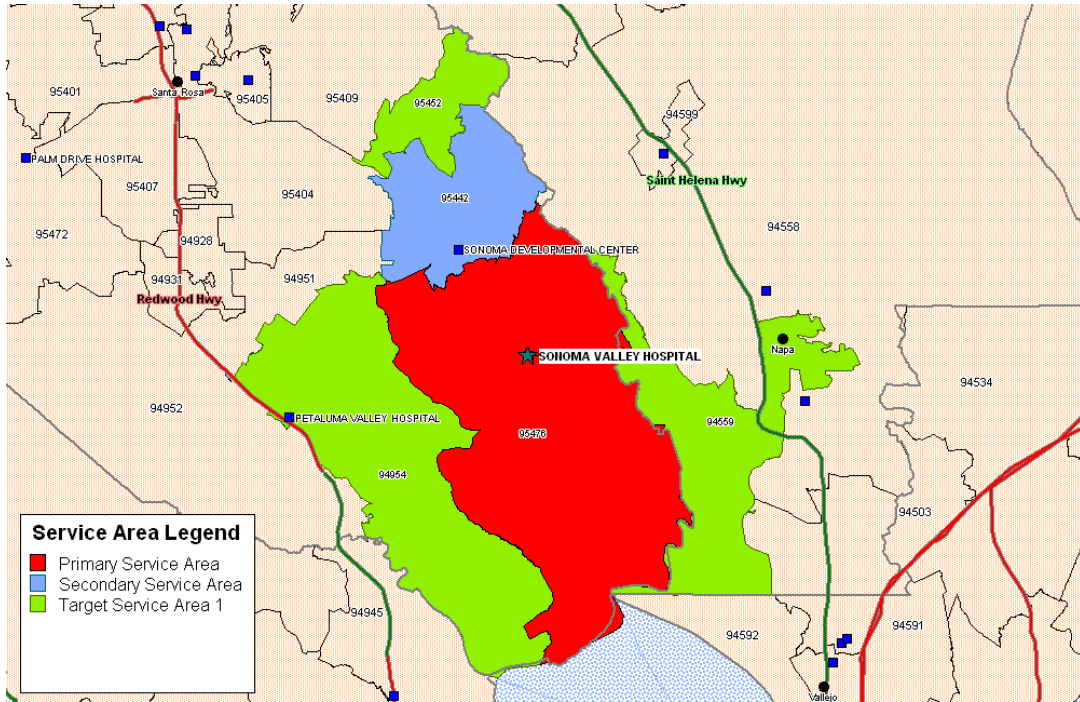 95401
Santa Rosa
95405
95409
95452
94599
PALM DRIVE HOSPITAL
95407
95404
95442
Saint Helena Hwy
95472
94928
94558
SONOMA DEVELOPMENTAL CENTER
94931
94951
Redwood Hwy
Napa
SONOMA VALLEY HOSPITAL
94534
94952
PETALUMA VALLEY HOSPITAL
95476
94559
94954
94503
Service Area Legend
Primary Service Area
Secondary Service Area
Target Service Area 1
94945
94592
94591
Vallejo